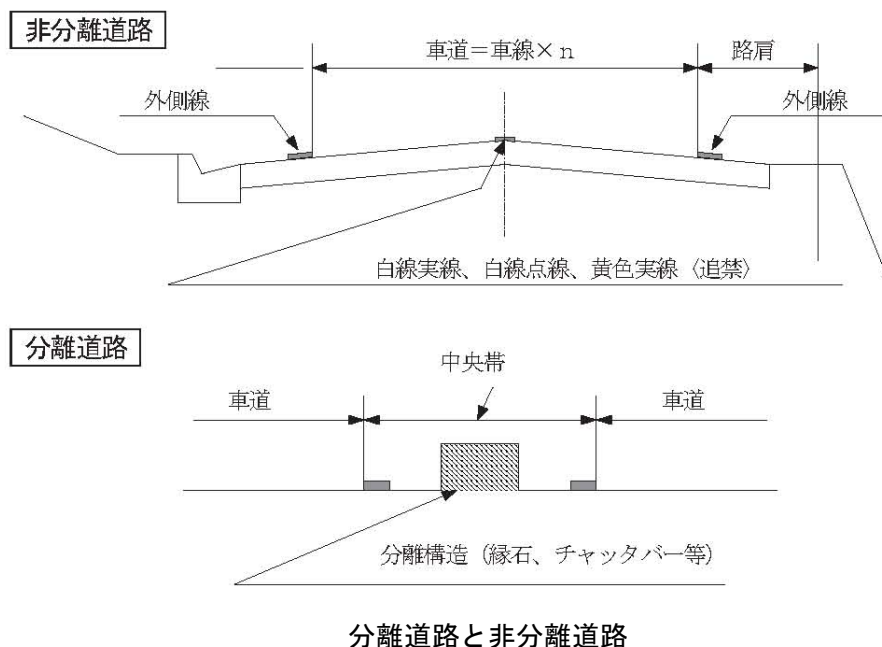 非分離道路
車道＝車線×ｎ
路肩
外側線
外側線
白線実線、白線点線、黄色実線〈追禁〉
分離道路
中央帯
車道
車道
分離構造（縁石、チャッタバー等）
分離道路と非分離道路